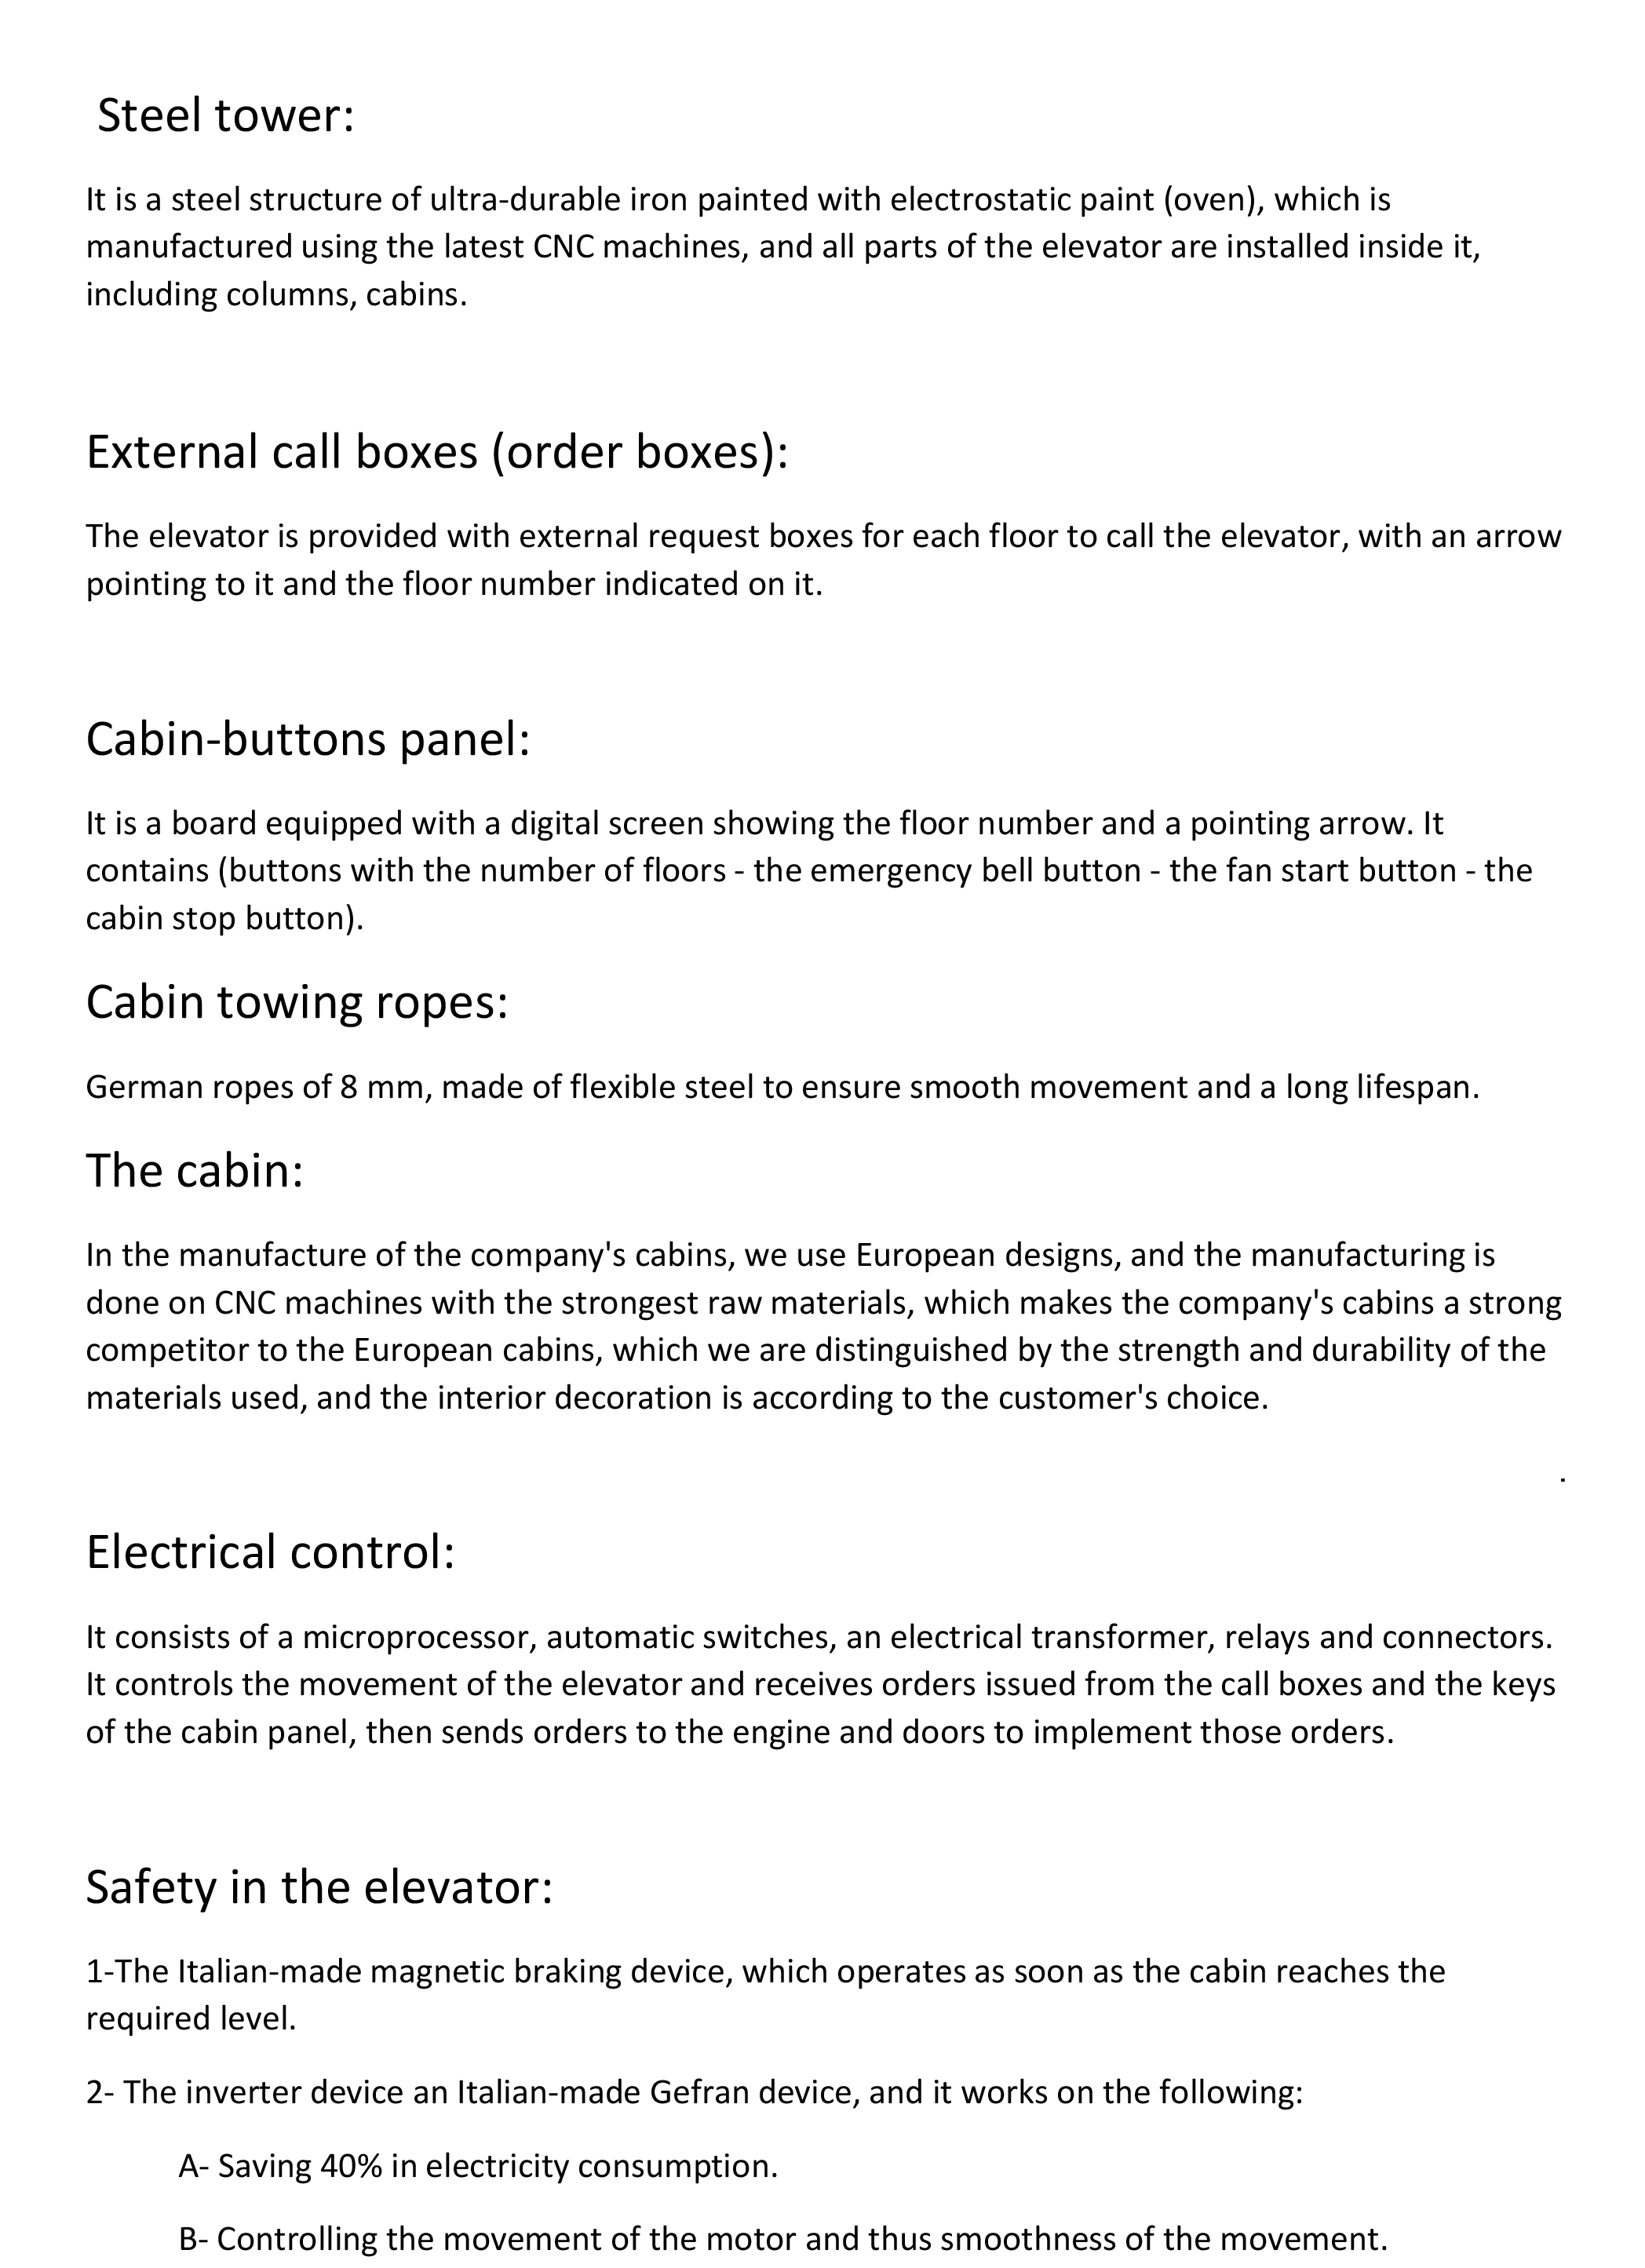 Steel tower:
It is a steel structure of ultra-durable iron painted with electrostatic paint (oven), which is
manufactured using the latest CNC machines, and all parts of the elevator are installed inside it,
including columns, cabins.
External call boxes (order boxes):
The elevator is provided with external request boxes for each floor to call the elevator, with an arrow
pointing to it and the floor number indicated on it.
Cabin-buttons panel:
It is a board equipped with a digital screen showing the floor number and a pointing arrow. It
contains (buttons with the number of floors - the emergency bell button - the fan start button - the
cabin stop button).
Cabin towing ropes:
German ropes of 8 mm, made of flexible steel to ensure smooth movement and a long lifespan.
The cabin:
In the manufacture of the company's cabins, we use European designs, and the manufacturing is
done on CNC machines with the strongest raw materials, which makes the company's cabins a strong
competitor to the European cabins, which we are distinguished by the strength and durability of the
materials used, and the interior decoration is according to the customer's choice.
.
Electrical control:
It consists of a microprocessor, automatic switches, an electrical transformer, relays and connectors.
It controls the movement of the elevator and receives orders issued from the call boxes and the keys
of the cabin panel, then sends orders to the engine and doors to implement those orders.
Safety in the elevator:
1-The Italian-made magnetic braking device, which operates as soon as the cabin reaches the
required level.
2- The inverter device an Italian-made Gefran device, and it works on the following:
A- Saving 40% in electricity consumption.
B- Controlling the movement of the motor and thus smoothness of the movement.